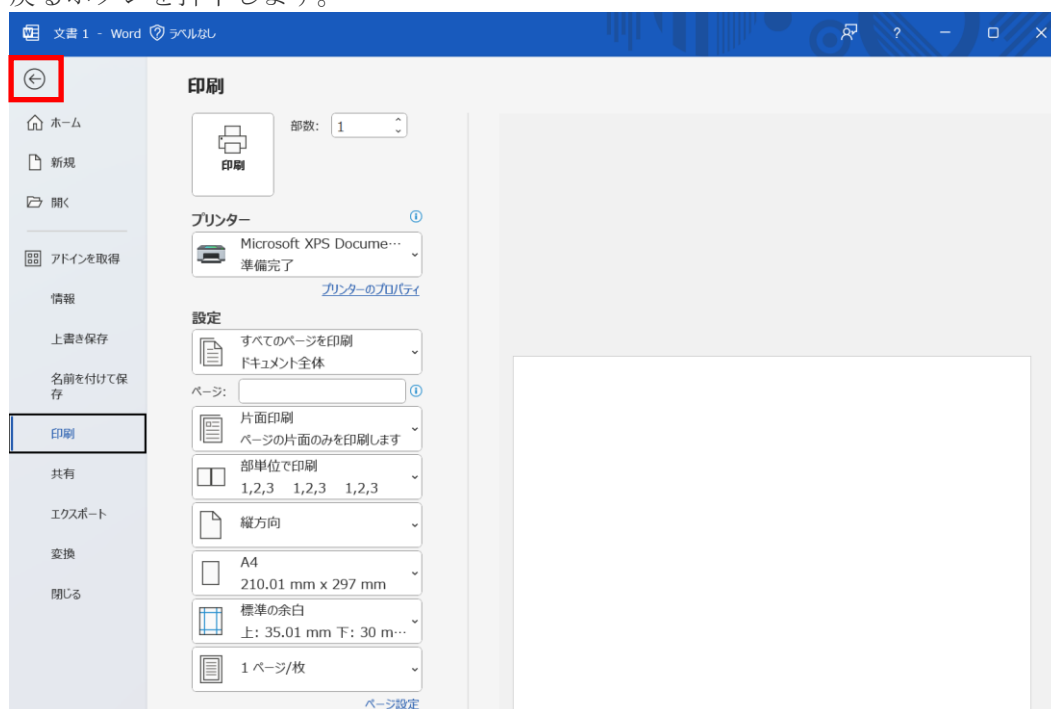 戻るボタンを押下します。
文書 1 - Word ラベルなし
?
印刷
ホーム
新規
開く
アドインを取得
情報
上書き保存
名前を付けて保
存
印刷
共有
エクスポート
変換
閉じる
印刷
部数: 1
プリンター
Microsoft XPS Docume…
準備完了
プリンターのプロパティ
設定
すべてのページを印刷
ドキュメント全体
ページ:
片面印刷
ページの片面のみを印刷します
部単位で印刷
1,2,3 1,2,3 1,2,3
縦方向
A4
210.01 mm x 297 mm
標準の余白
上: 35.01 mm 下: 30 m…
1 ページ/枚
ページ設定